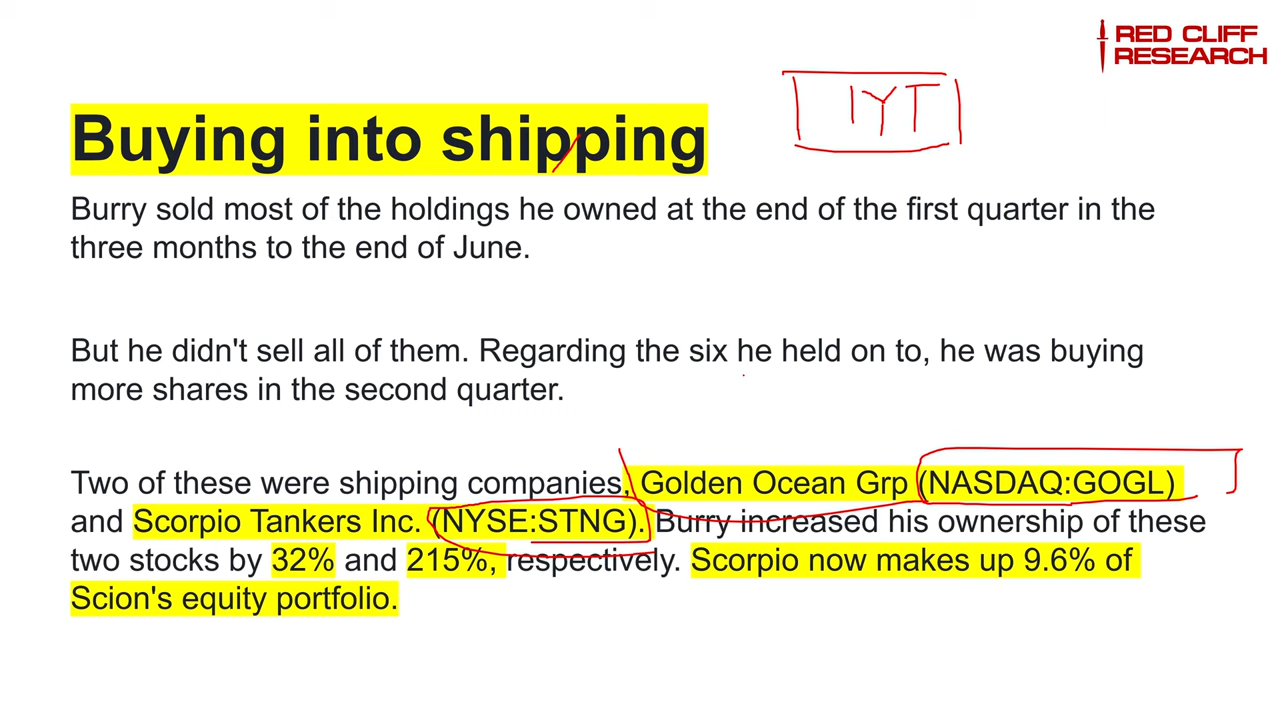 RED CLIFF
RESEARCH
IYT
Buying into shipping
Burry sold most of the holdings he owned at the end of the first quarter in the
three months to the end of June.
But he didn't sell all of them. Regarding the six he held on to, he was buying
more shares in the second quarter.
Two of these were shipping companies, Golden Ocean Grp (NASDAQ:GOGL)
and Scorpio Tankers Inc. (NYSE:STNG). Burry increased his ownership of these
two stocks by 32% and 215%, respectively. Scorpio now makes up 9.6% of
Scion's equity portfolio.